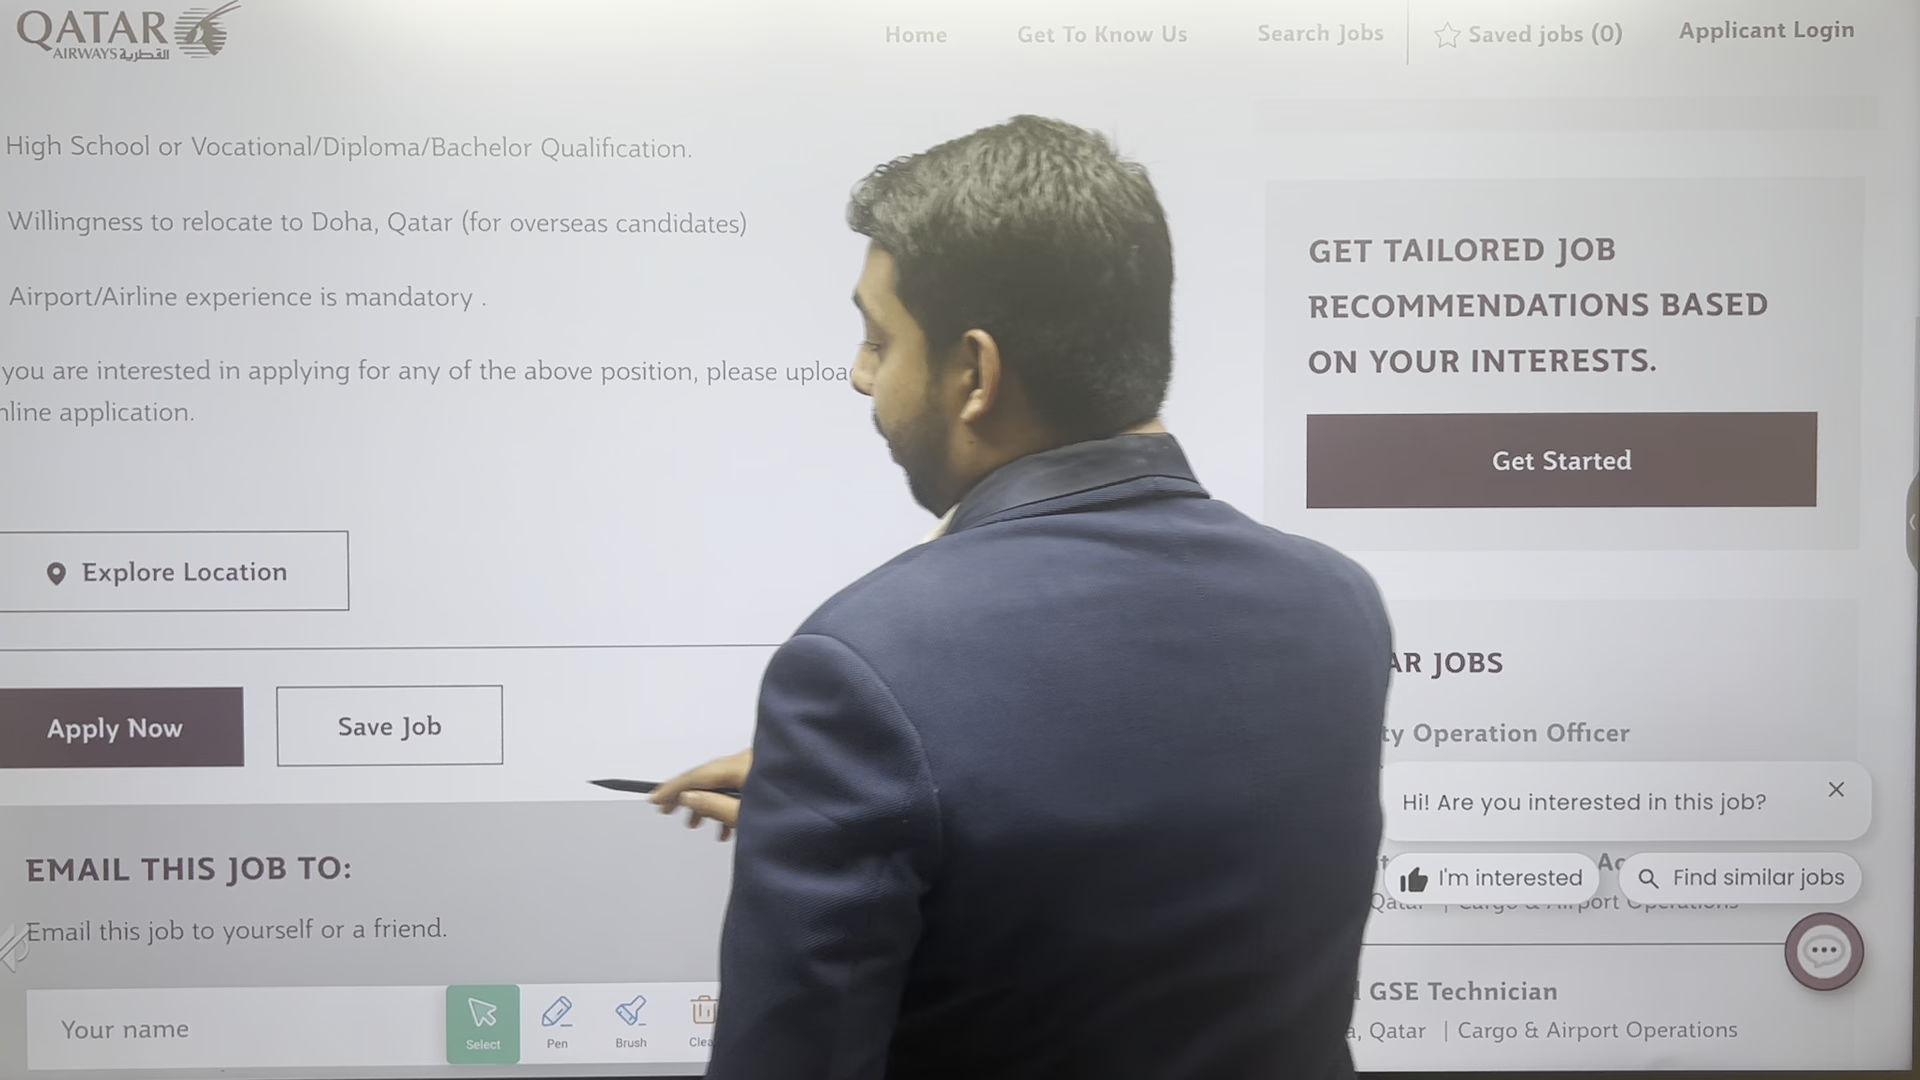 QATAR
AIRWAYS القطرية
Home
Get To Know Us
Search Jobs
Saved jobs (0)
Applicant Login
High School or Vocational/Diploma/Bachelor Qualification.
Willingness to relocate to Doha, Qatar (for overseas candidates)
Airport/Airline experience is mandatory .
you are interested in applying for any of the above position, please
application.
Explore Location
Apply Now
Save Job
EMAIL THIS JOB TO:
Email this job to yourself or a friend.
Your name
Select
Pen
Brush
GET TAILORED JOB
RECOMMENDATIONS BASED
ON YOUR INTERESTS.
Get Started
JOBS
Operation Officer
Hi! Are you interested in this job?
I'm interested
Find similar jobs
GSE Technician
Qatar | Cargo & Airport Operations